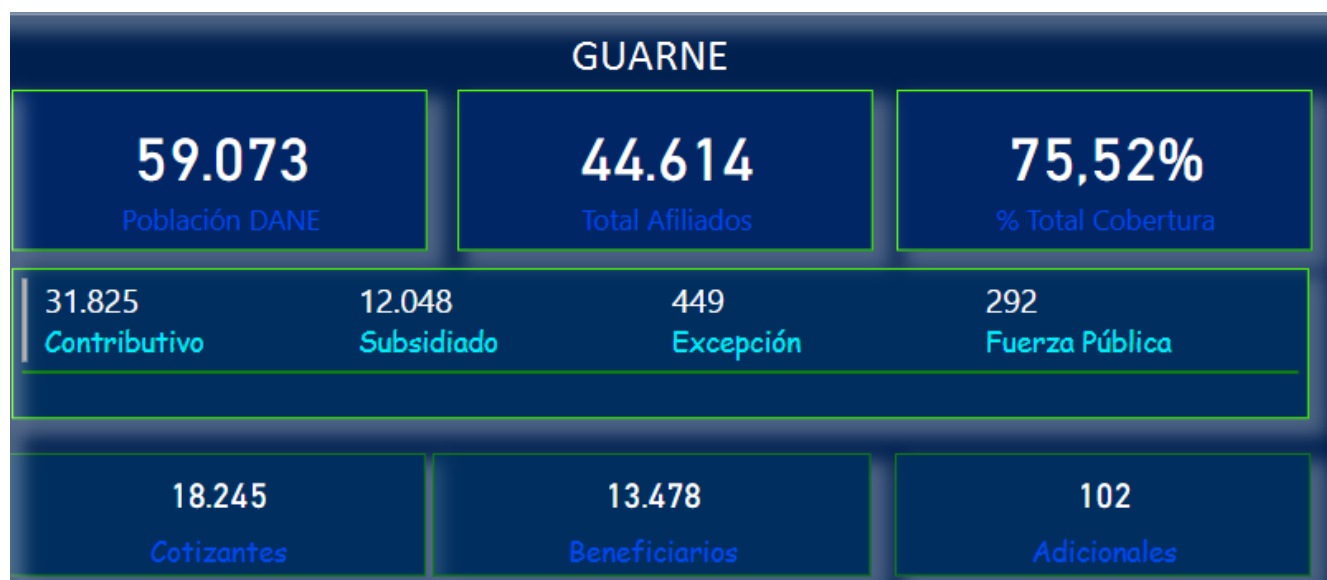 GUARNE
59.073
Población DANE
44.614
Total Afiliados
75,52%
% Total Cobertura
31.825
Contributivo
12.048
Subsidiado
449
Excepción
292
Fuerza Pública
18.245
Cotizantes
13.478
Beneficiarios
102
Adicionales